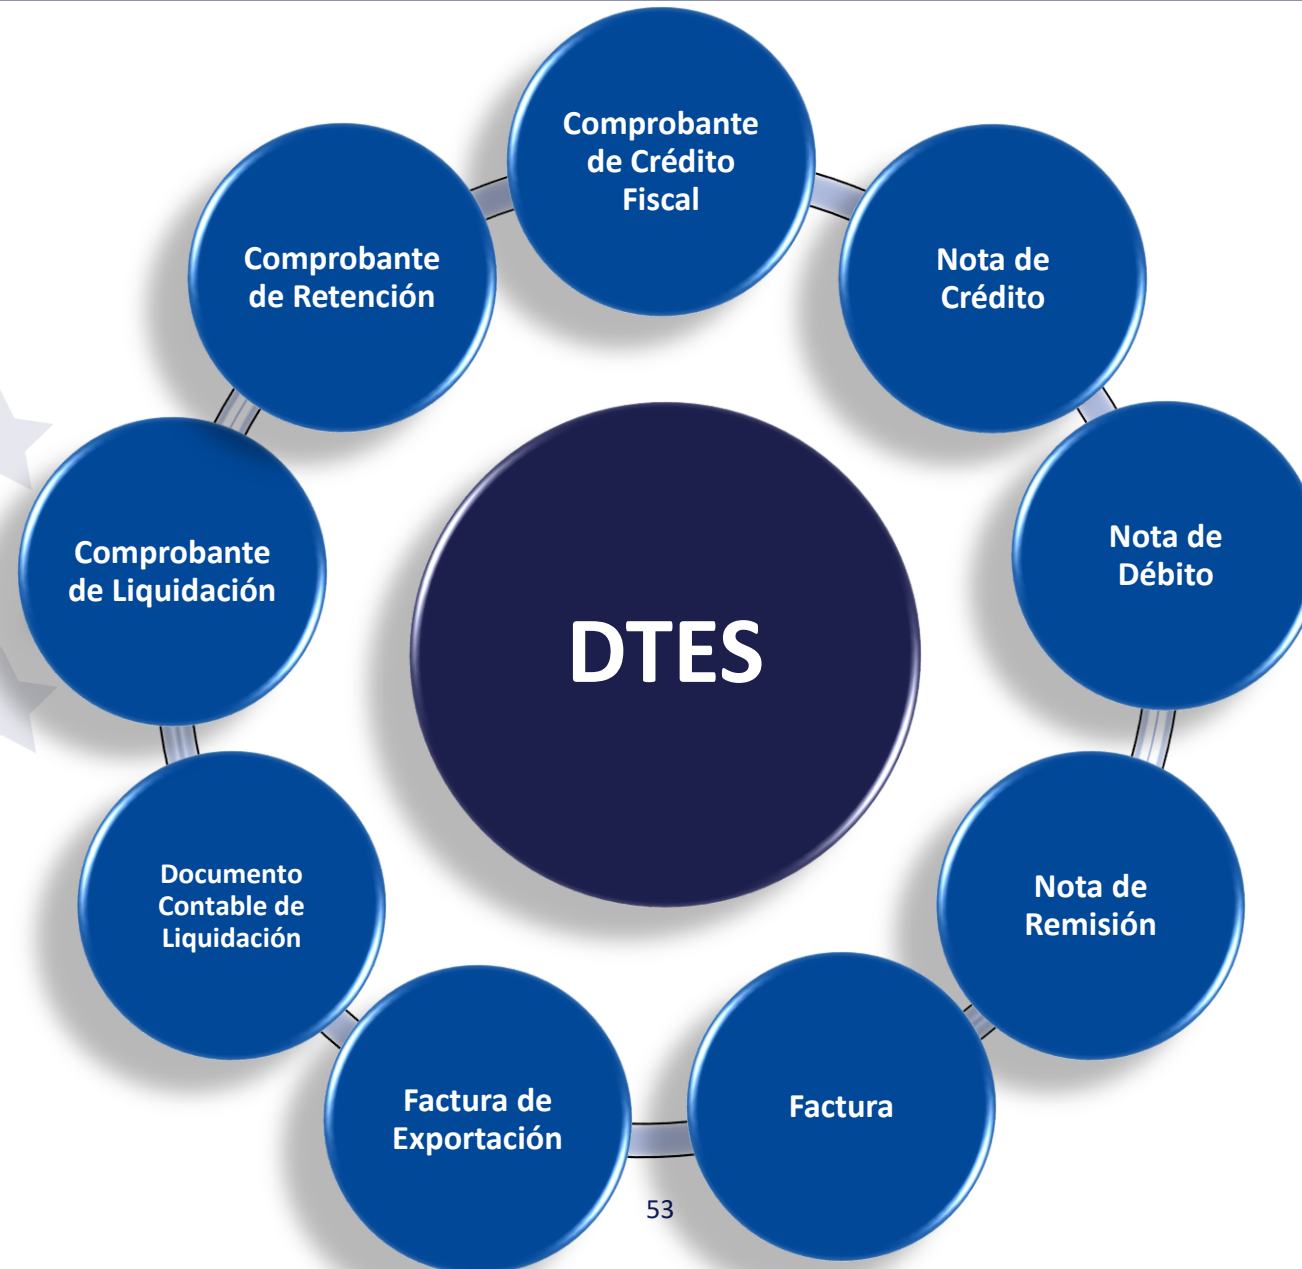 Comprobante
de Crédito
Fiscal
Nota de
Crédito
Nota de
Débito
Nota de
Remisión
Factura
Factura de
Exportación
Documento
Contable de
Liquidación
Comprobante
de Liquidación
Comprobante
de Retención
DTES
53